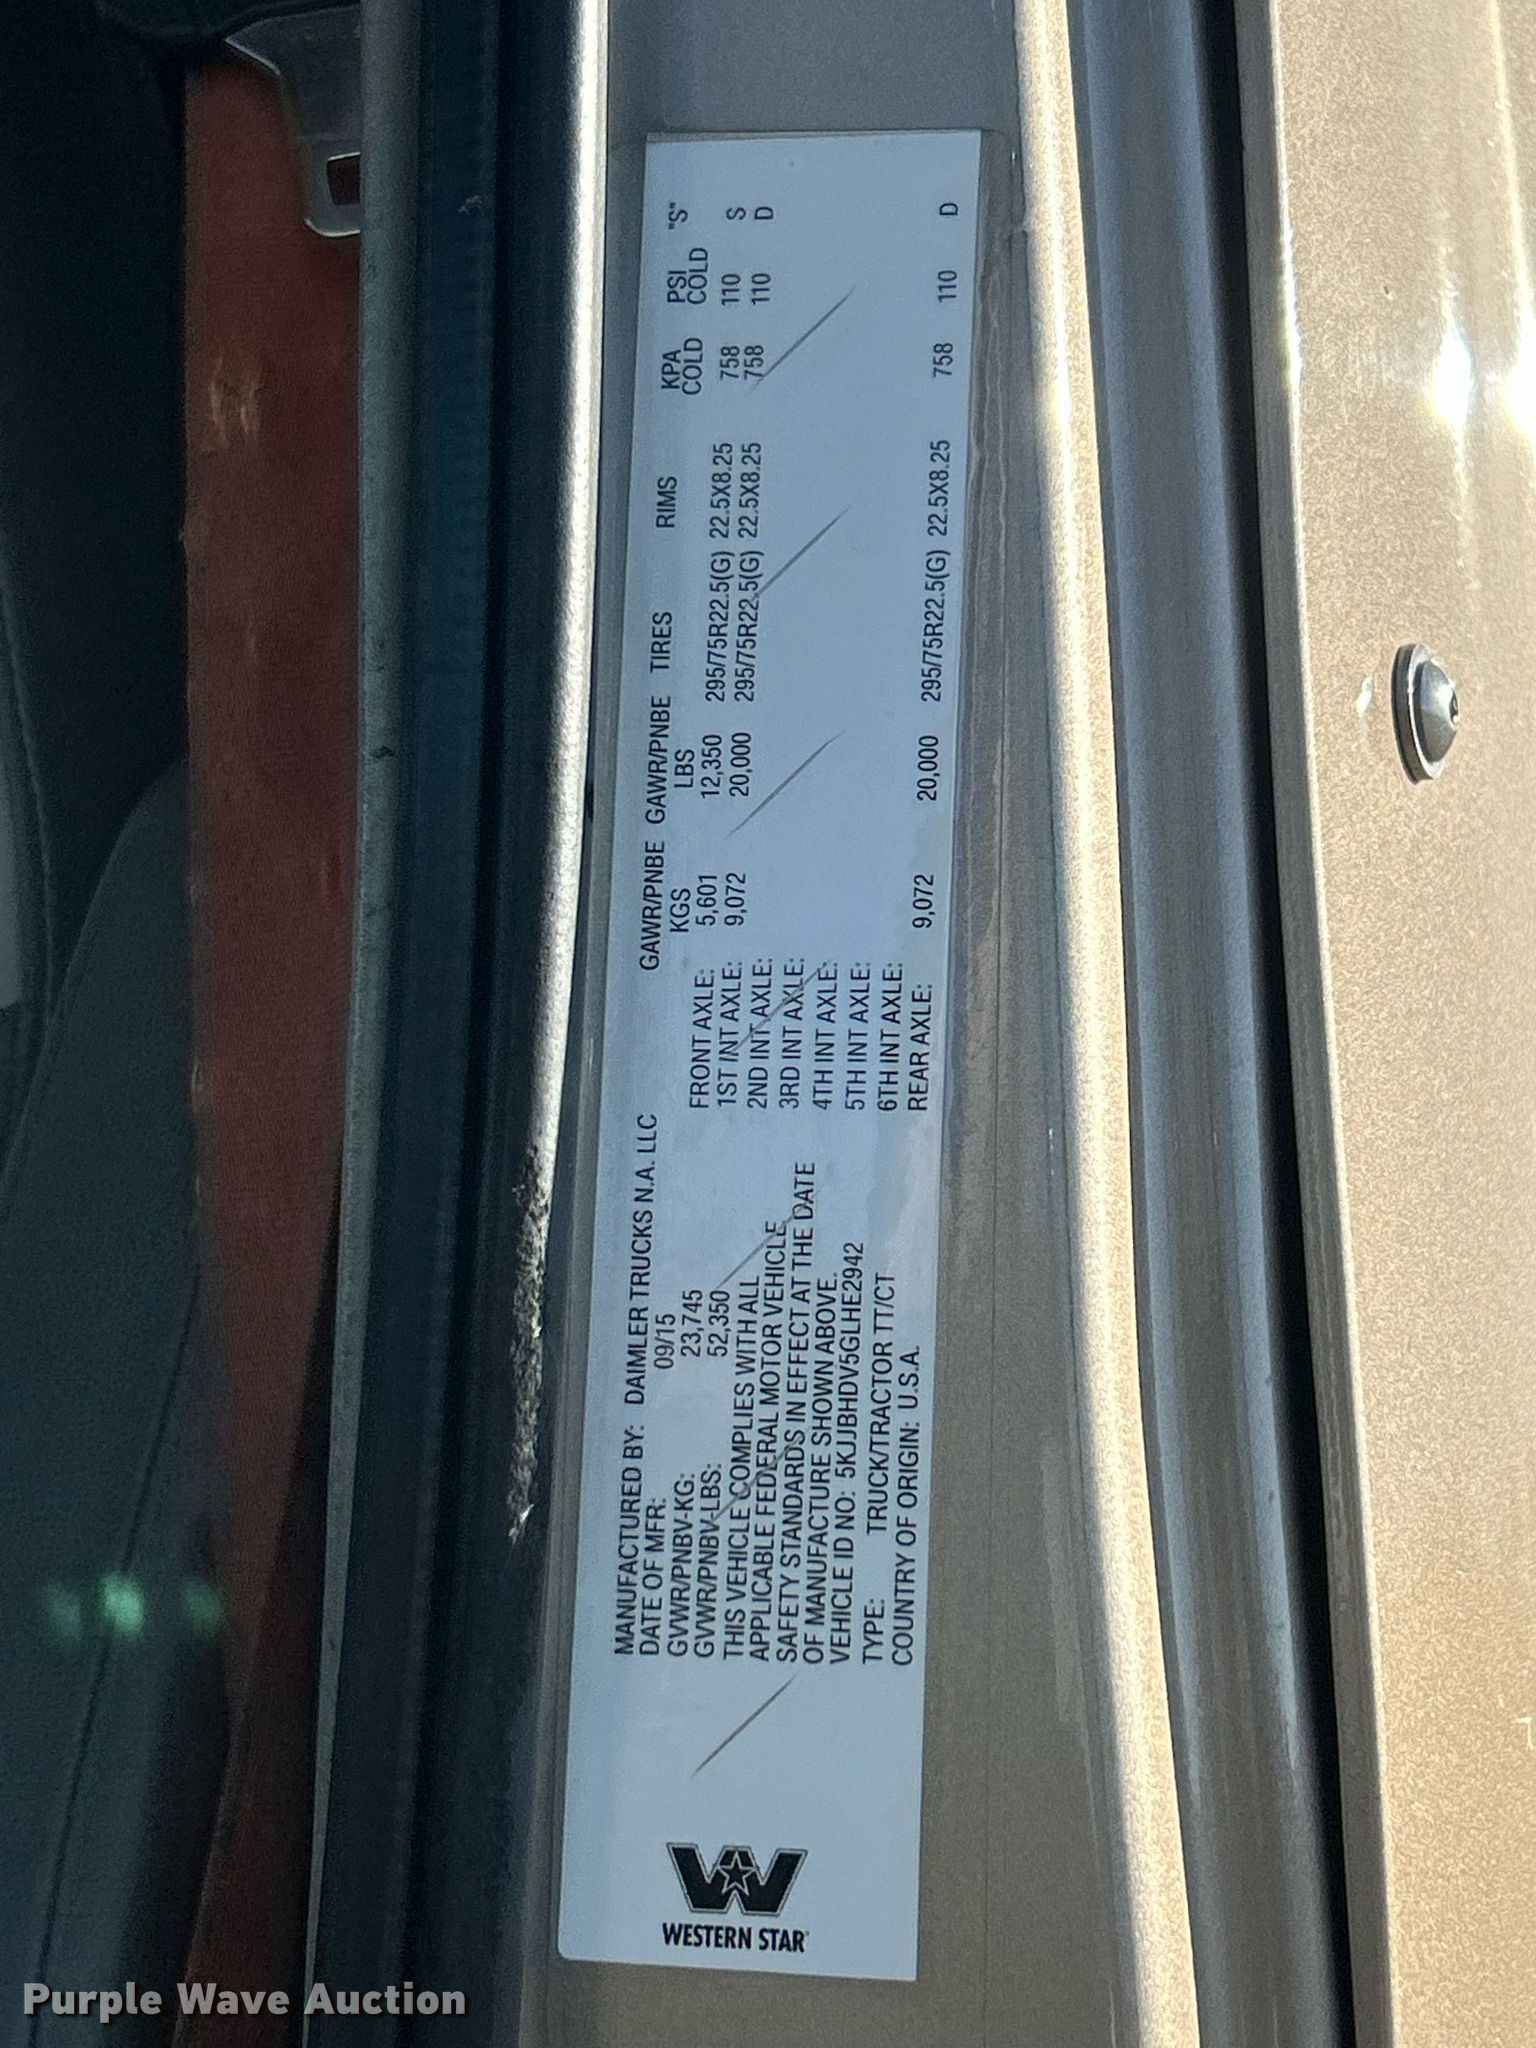 WESTERN STAR
MANUFACTURED BY: DAIMLER TRUCKS N.A. LLC
DATE OF MFR: 09/15
GVWR/PNBV-KG: 23,745
GVWR/PNBV-LBS: 52,350
THIS VEHICLE COMPLIES WITH ALL
APPLICABLE FEDERAL MOTOR VEHICLE
SAFETY STANDARDS IN EFFECT AT THE DATE
OF MANUFACTURE SHOWN ABOVE.
VEHICLE ID NO: 5KJJBHDV5GLHE2942
TYPE: TRUCK/TRACTOR TT/CT
COUNTRY OF ORIGIN: U.S.A.
GAWR/PNBE GAWR/PNBE TIRES RIMS KPA PSI "S"
KGS LBS COLD COLD
FRONT AXLE: 5,601 12,350 295/75R22.5(G) 22.5X8.25 758 110 S
1ST INT AXLE: 9,072 20,000 295/75R22.5(G) 22.5X8.25 758 110 D
2ND INT AXLE:
3RD INT AXLE:
4TH INT AXLE:
5TH INT AXLE:
6TH INT AXLE:
REAR AXLE: 9,072 20,000 295/75R22.5(G) 22.5X8.25 758 110 D
Purple Wave Auction